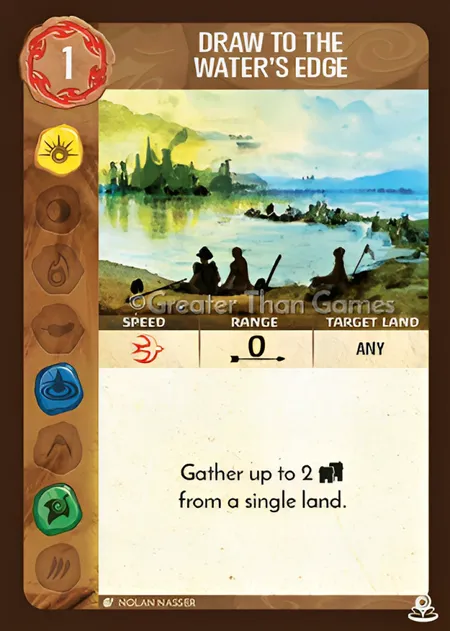 1
DRAW TO THE
WATER'S EDGE
©Greater Than Games
SPEED RANGE TARGET LAND
0 ANY
Gather up to 2
from a single land.
NOLAN NASSER